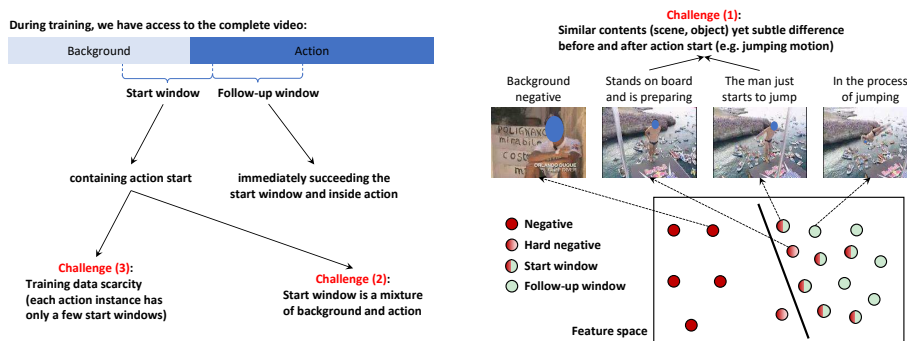 During training, we have access to the complete video:
Background
Action
Start window
Follow-up window
containing action start
immediately succeeding the
start window and inside action
Challenge (3):
Training data scarcity
(each action instance has
only a few start windows)
Challenge (2):
Start window is a mixture
of background and action
Challenge (1):
Similar contents (scene, object) yet subtle difference
before and after action start (e.g. jumping motion)
Background
negative
Stands on board
and is preparing
The man just
starts to jump
In the process
of jumping
POLIGNANO
mirabile
cost
ORLANDO DUQUE
Negative
Hard negative
Start window
Follow-up window
Feature space